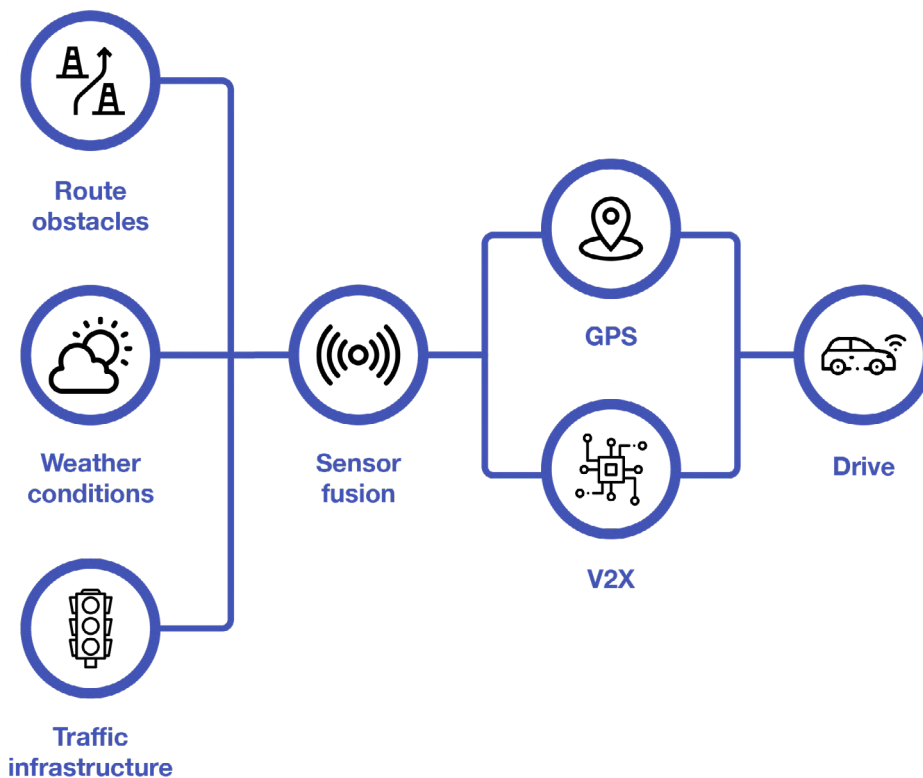 Route
obstacles
Weather
conditions
Traffic
infrastructure
Sensor
fusion
GPS
V2X
Drive